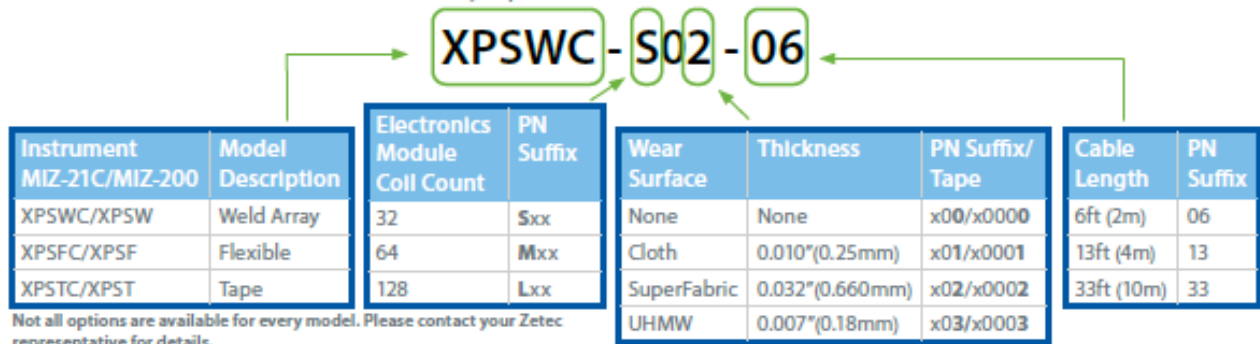 XPSWC - S02 - 06
Instrument MIZ-21C/MIZ-200 Model Description
XPSWC/XPSW Weld Array
XPSFC/XPSF Flexible
XPSTC/XPST Tape
Not all options are available for every model. Please contact your Zetec
representative for details.
Electronics Module Coil Count PN Suffix
32 Sxx
64 Mxx
128 Lxx
Wear Surface Thickness PN Suffix/ Tape
None None x00/x0000
Cloth 0.010"(0.25mm) x01/x0001
SuperFabric 0.032"(0.660mm) x02/x0002
UHMW 0.007"(0.18mm) x03/x0003
Cable Length PN Suffix
6ft (2m) 06
13ft (4m) 13
33ft (10m) 33